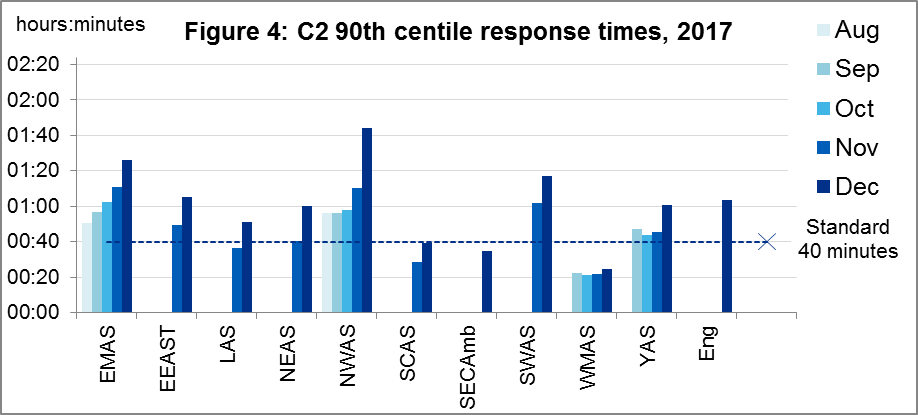 hours:minutes
Figure 4: C2 90th centile response times, 2017
02:20
02:00
01:40
01:20
01:00
00:40
00:20
00:00
EMAS
EEAST
LAS
NEAS
NWAS
SCAS
SECAmb
SWAS
WMAS
YAS
Eng
Aug
Sep
Oct
Nov
Dec
Standard
40 minutes